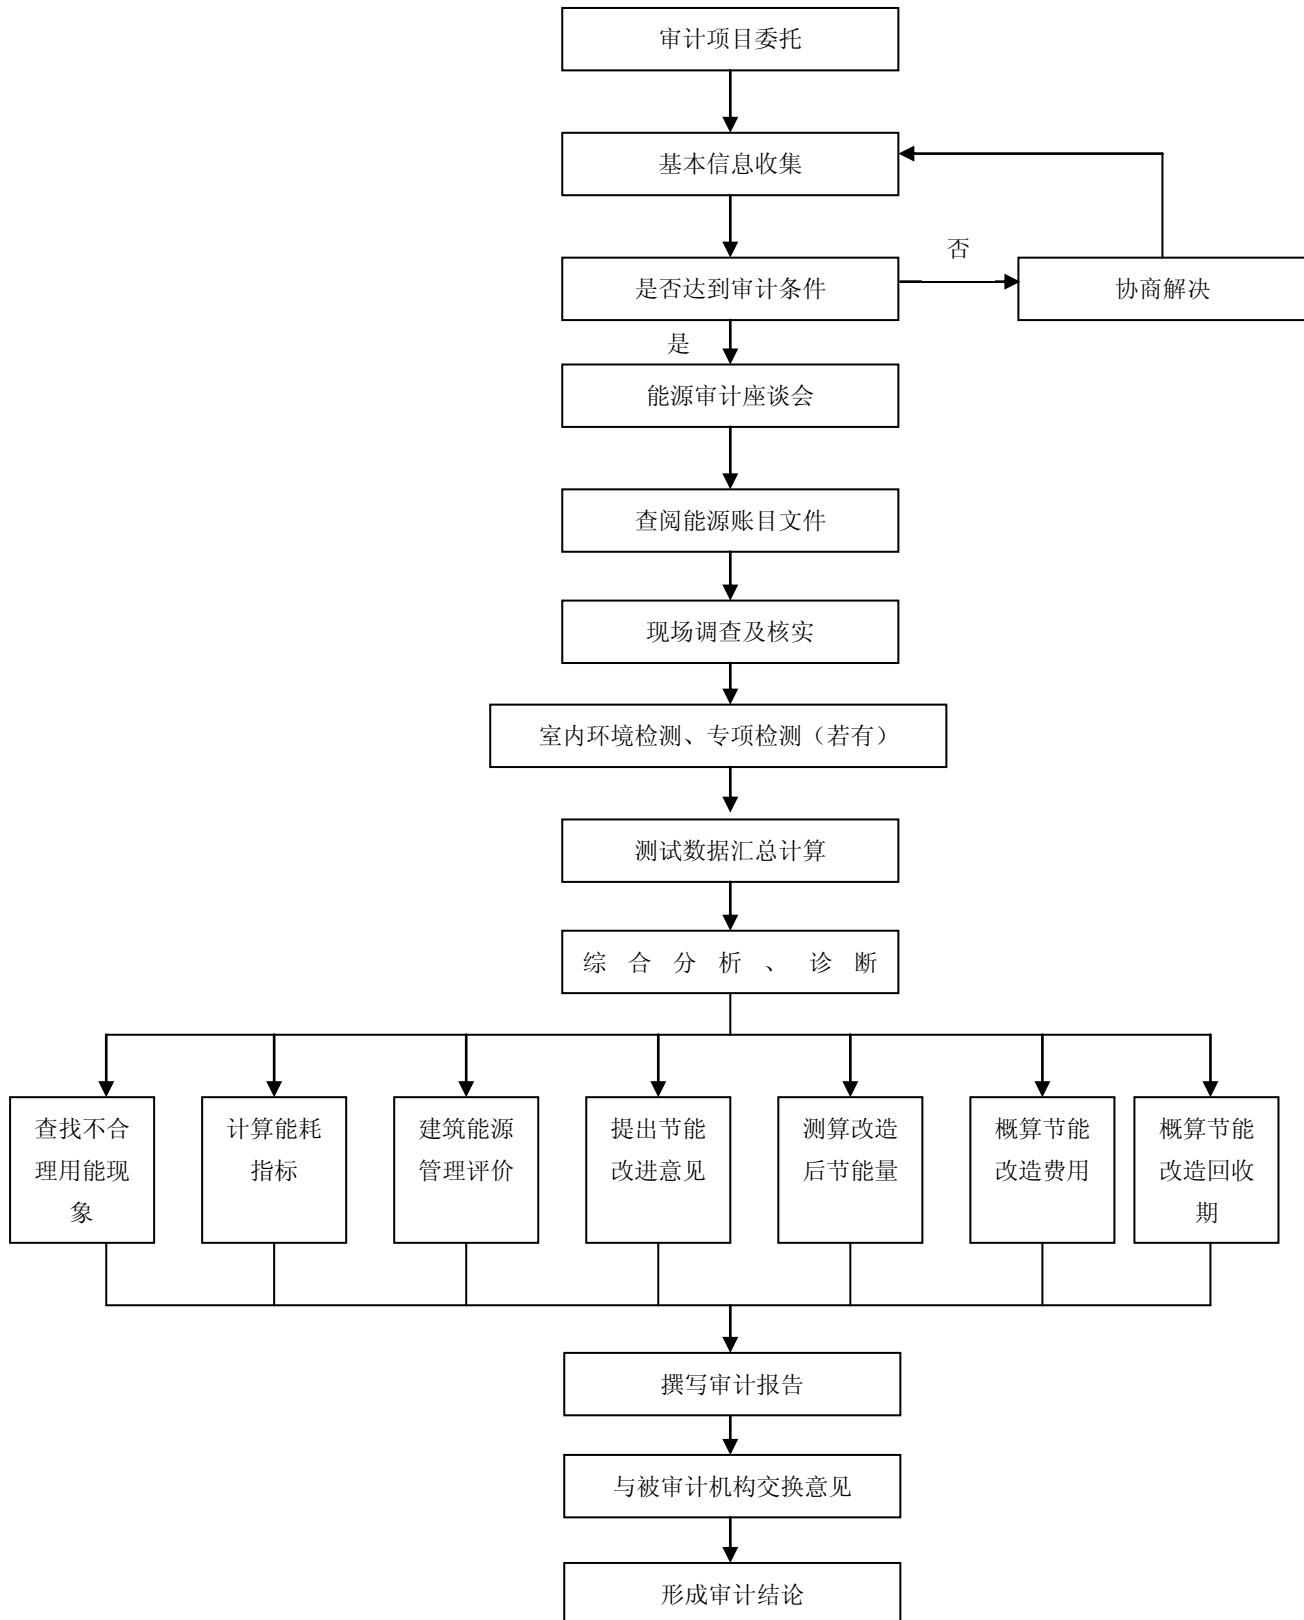 审计项目委托
基本信息收集
否
是否达到审计条件
协商解决
是
能源审计座谈会
查阅能源账目文件
现场调查及核实
室内环境检测、专项检测（若有）
测试数据汇总计算
综合分析、诊断
查找不合
理用能现
象
计算能耗
指标
建筑能源
管理评价
提出节能
改进意见
测算改造
后节能量
概算节能
改造费用
概算节能
改造回收
期
撰写审计报告
与被审计机构交换意见
形成审计结论